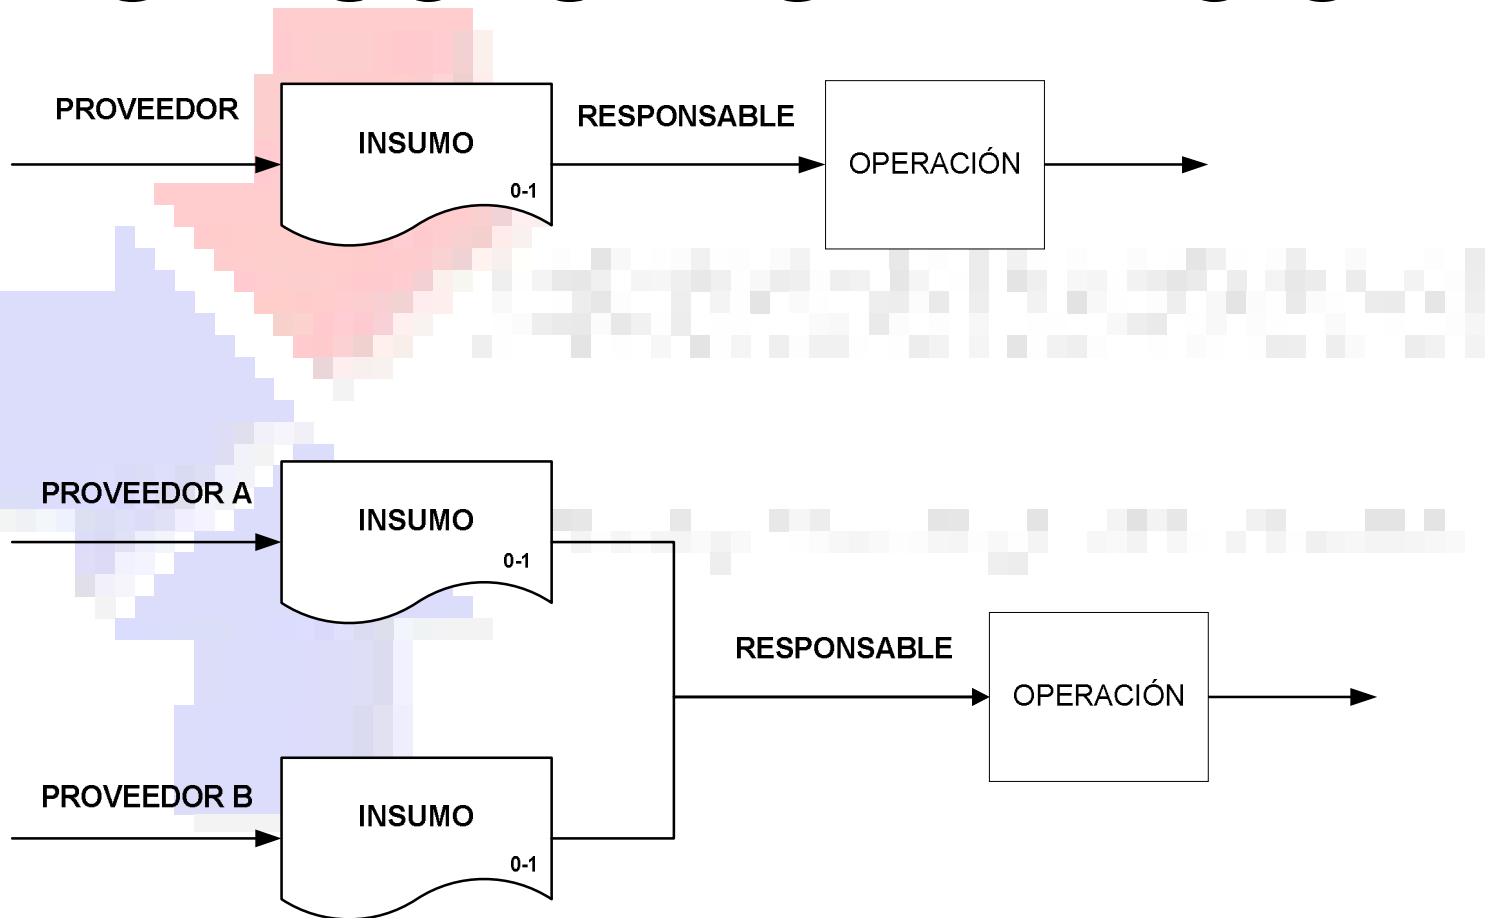 PROVEEDOR
INSUMO
0-1
RESPONSABLE
OPERACIÓN
PROVEEDOR A
INSUMO
0-1
RESPONSABLE
OPERACIÓN
PROVEEDOR B
INSUMO
0-1